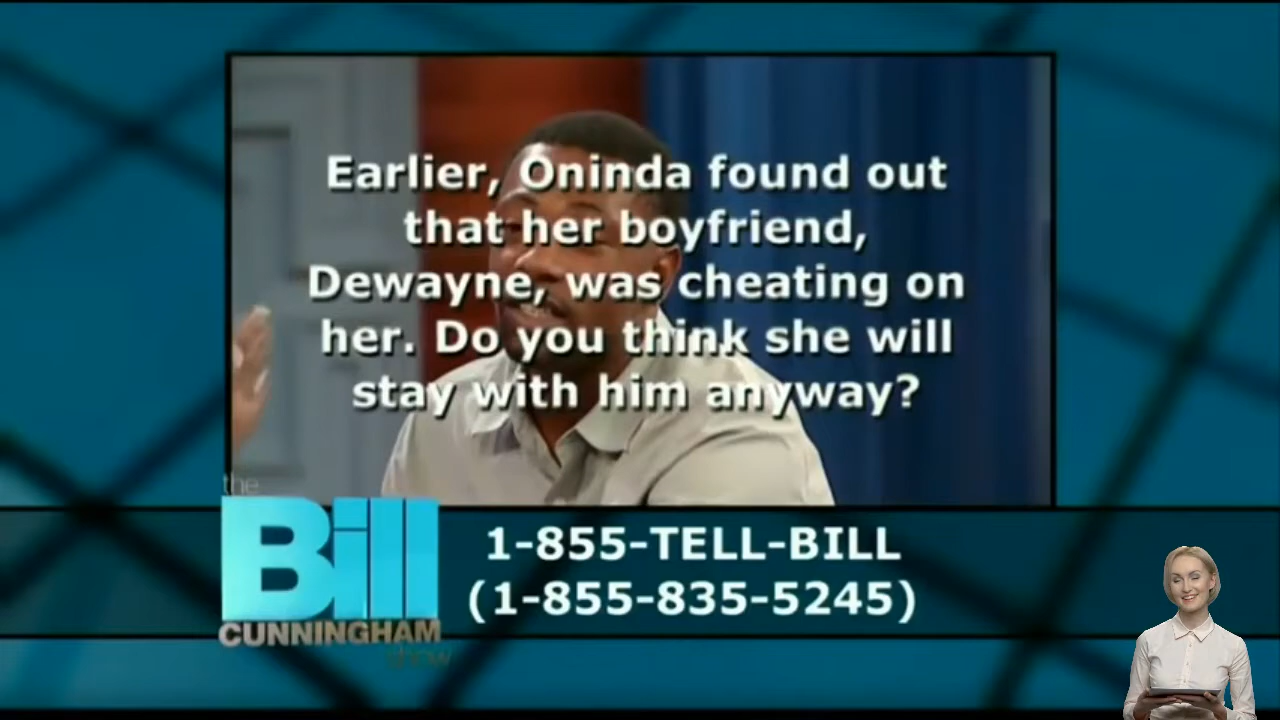 Earlier, Oninda found out
that her boyfriend,
Dewayne, was cheating on
her. Do you think she will
stay with him anyway?
the
Bill
CUNNINGHAM
show
1-855-TELL-BILL
(1-855-835-5245)